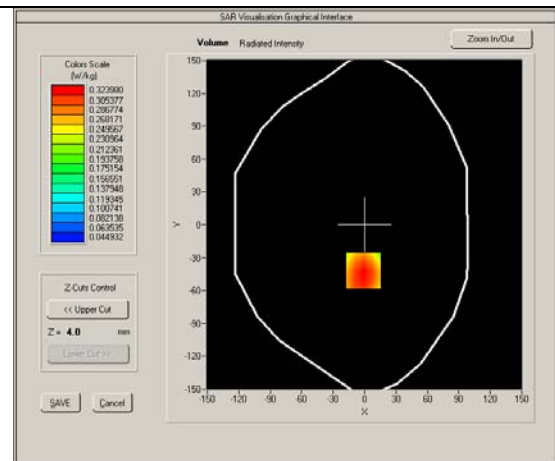 SAR Visualisation Graphical Interface
Volume Radiated Intensity
Zoom In/Out
Colors Scale
(W/kg)
0.323980
0.305377
0.286774
0.268171
0.249567
0.230964
0.212361
0.193758
0.175154
0.156551
0.137948
0.119345
0.100741
0.082138
0.063535
0.044932
Z-Cuts Control
<< Upper Cut
Z = 4.0 mm
Lower Cut >>
SAVE Cancel
150
120
90
60
30
0
-30
-60
-90
-120
-150
Y
-150 -120 -90 -60 -30 0 30 60 90 120 150
X